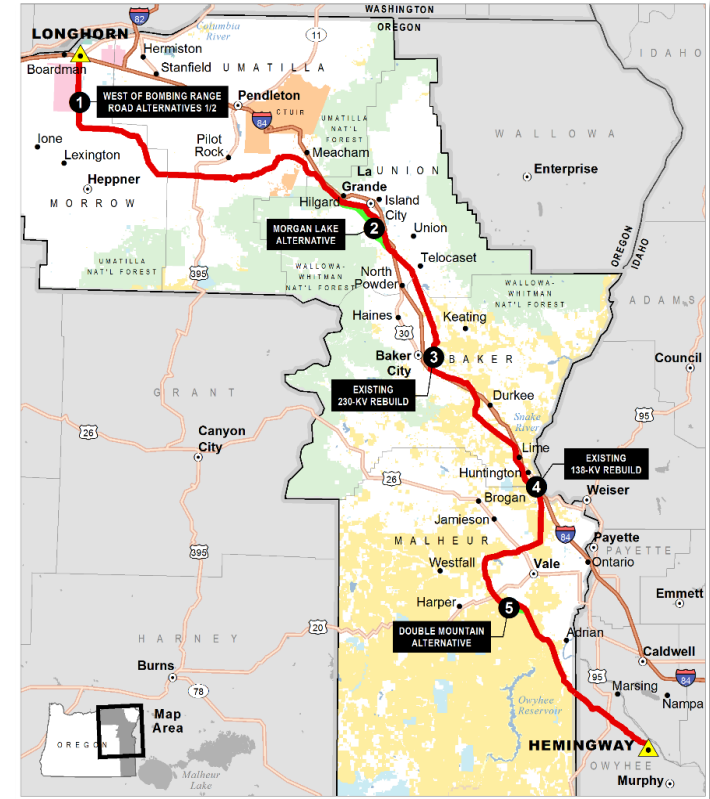 WASHINGTON
OREGON
82
Columbia
River
11
IDAHO
LONGHORN
Boardman
Hermiston
Stanfield
UMATILLA
1
WEST OF BOMBING RANGE
ROAD ALTERNATIVES 1/2
Pendleton
84
CTUIR
UMATILLA
NAT'L
FOREST
WALLOWA
Ione
Lexington
Pilot
Rock
Meacham
Heppner
MORROW
La
Grande
UNION
Enterprise
Hilgard
Island
City
MORGAN LAKE
ALTERNATIVE
2
Union
OREGON
IDAHO
UMATILLA
NAT'L FOREST
395
WALLOWA-
WHITMAN
NAT'L FOREST
Telocaset
North
Powder
WALLOWA-
WHITMAN
NAT'L FOREST
ADAMS
Haines
30
Keating
Baker
City
3
BAKER
Council
EXISTING
230-KV REBUILD
GRANT
Durkee
95
Snake
River
26
Canyon
City
Lime
EXISTING
138-KV REBUILD
Huntington
26
4
Weiser
Brogan
Jamieson
84
Payette
PAYETTE
MALHEUR
395
Westfall
Vale
Ontario
Emmett
Harper
5
20
DOUBLE MOUNTAIN
ALTERNATIVE
HARNEY
Adrian
Caldwell
Burns
95
84
78
Marsing
Nampa
Map
Area
OREGON
Owyhee
Reservoir
HEMINGWAY
OWYHEE
Malheur
Lake
Murphy